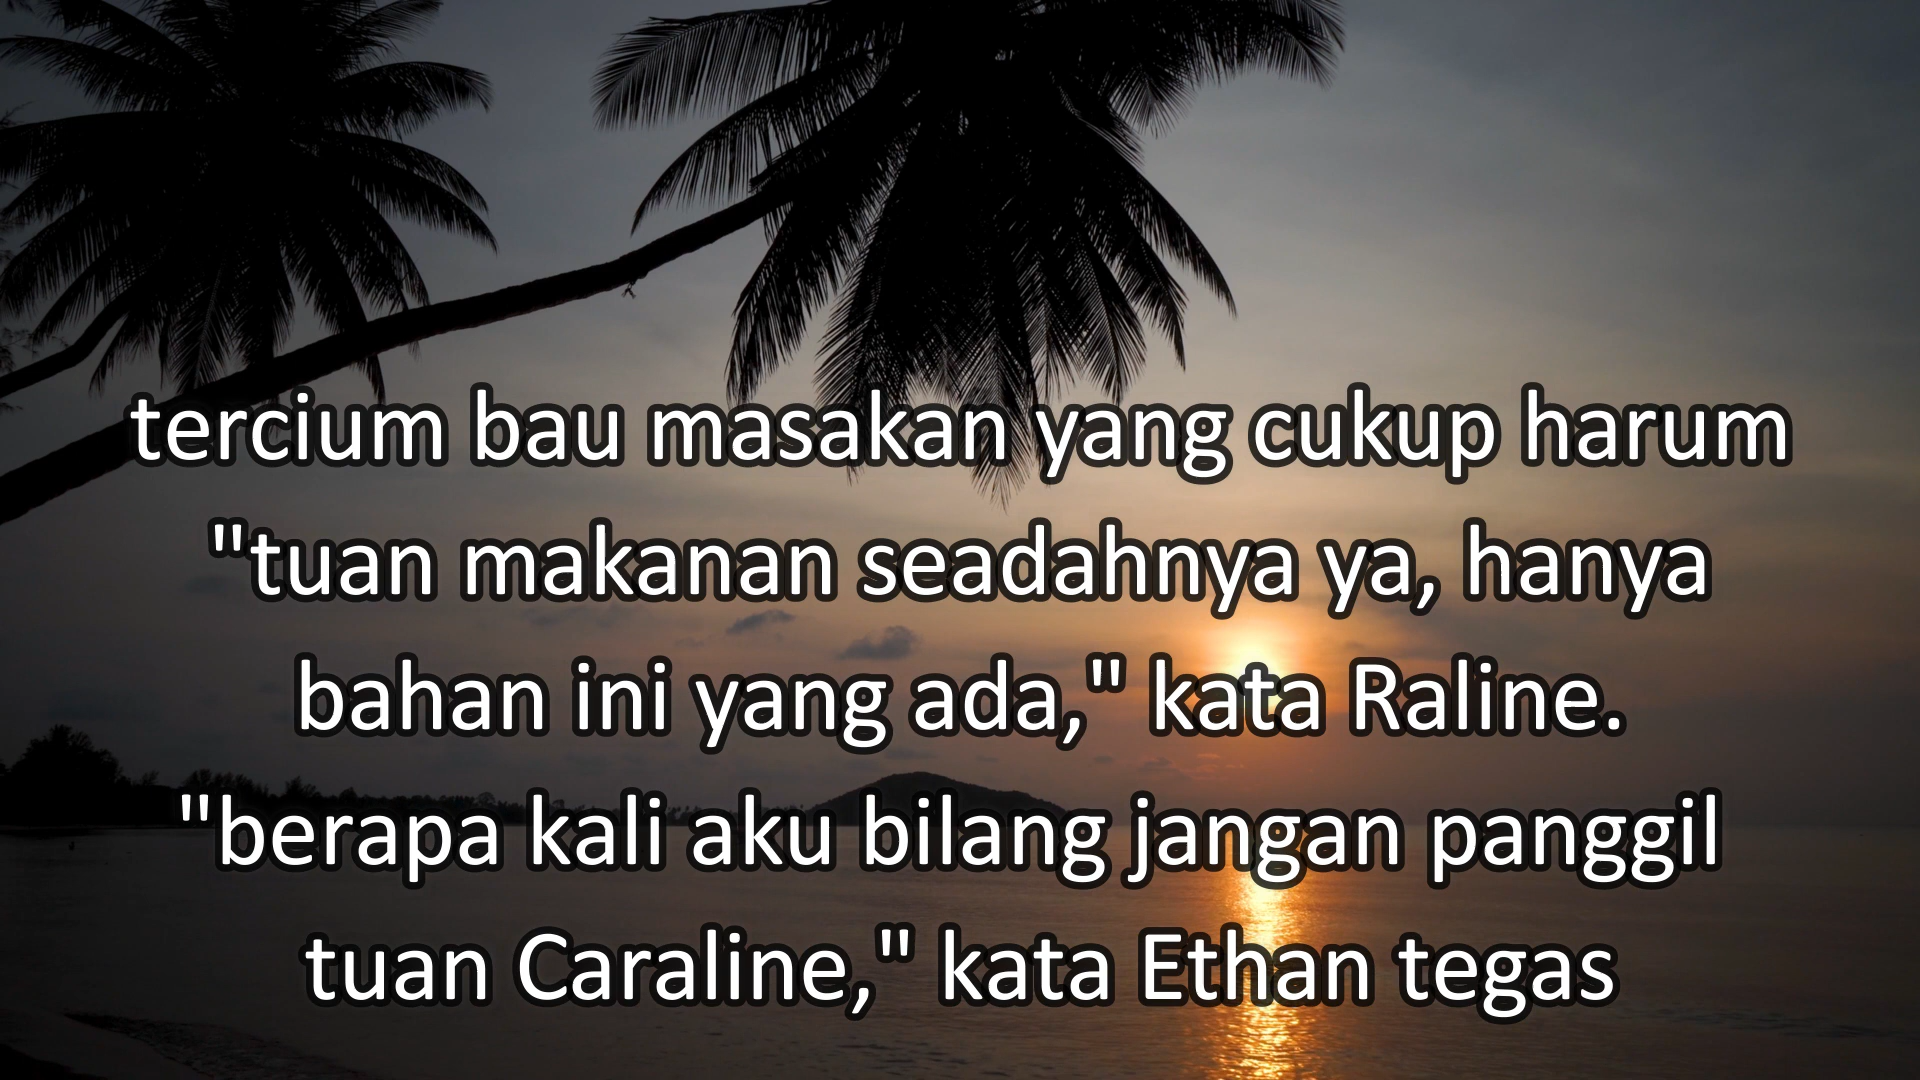 tercium bau masakan yang cukup harum
"tuan makanan seadahnya ya, hanya
bahan ini yang ada," kata Raline.
"berapa kali aku bilang jangan panggil
tuan Caraline," kata Ethan tegas